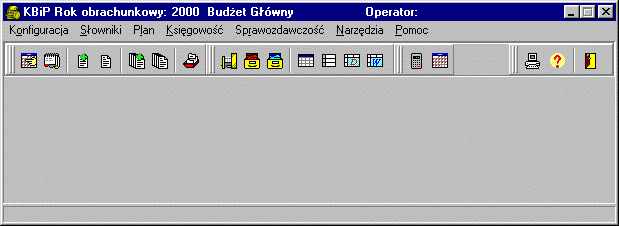 KBiP Rok obrachunkowy: 2000 Budżet Główny Operator:
Konfiguracja Słowniki Plan Księgowość Sprawozdawczość Narzędzia Pomoc